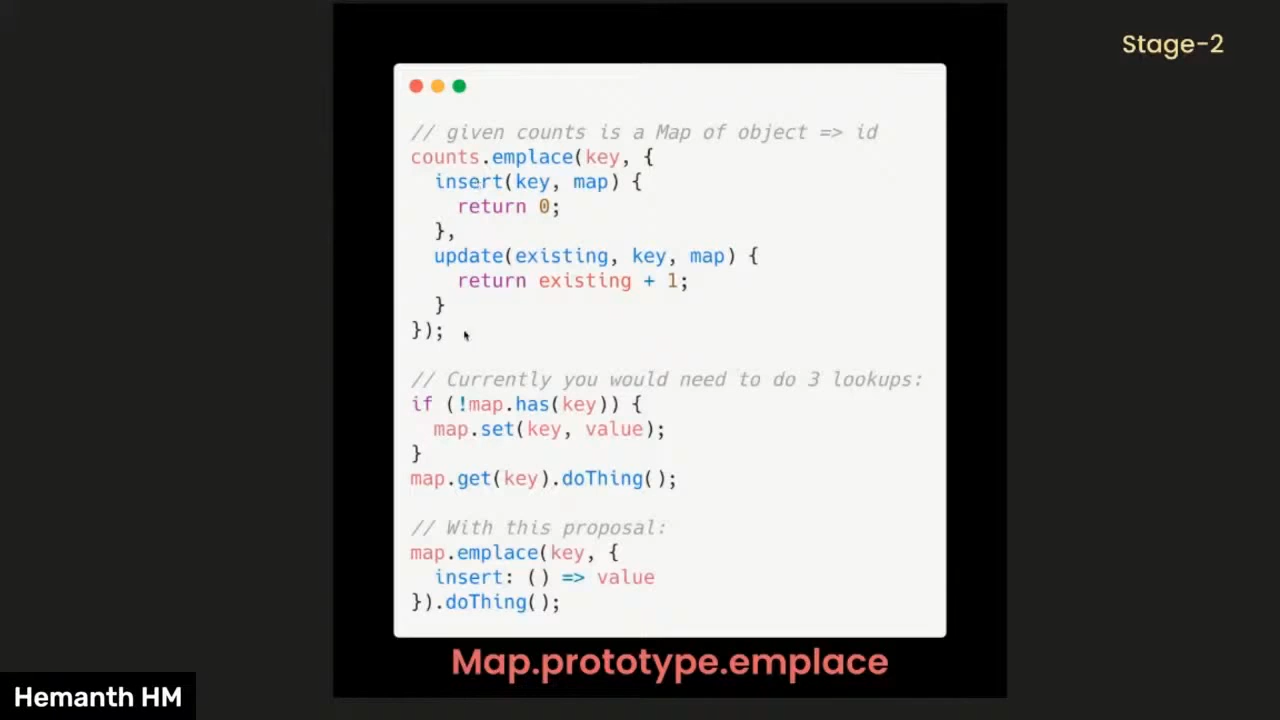 Stage-2
// given counts is a Map of object => id
counts.emplace(key, {
  insert(key, map) {
    return 0;
  },
  update(existing, key, map) {
    return existing + 1;
  }
});
// Currently you would need to do 3 lookups:
if (!map.has(key)) {
  map.set(key, value);
}
map.get(key).doThing();
// With this proposal:
map.emplace(key, {
  insert: () => value
}).doThing();
Map.prototype.emplace
Hemanth HM